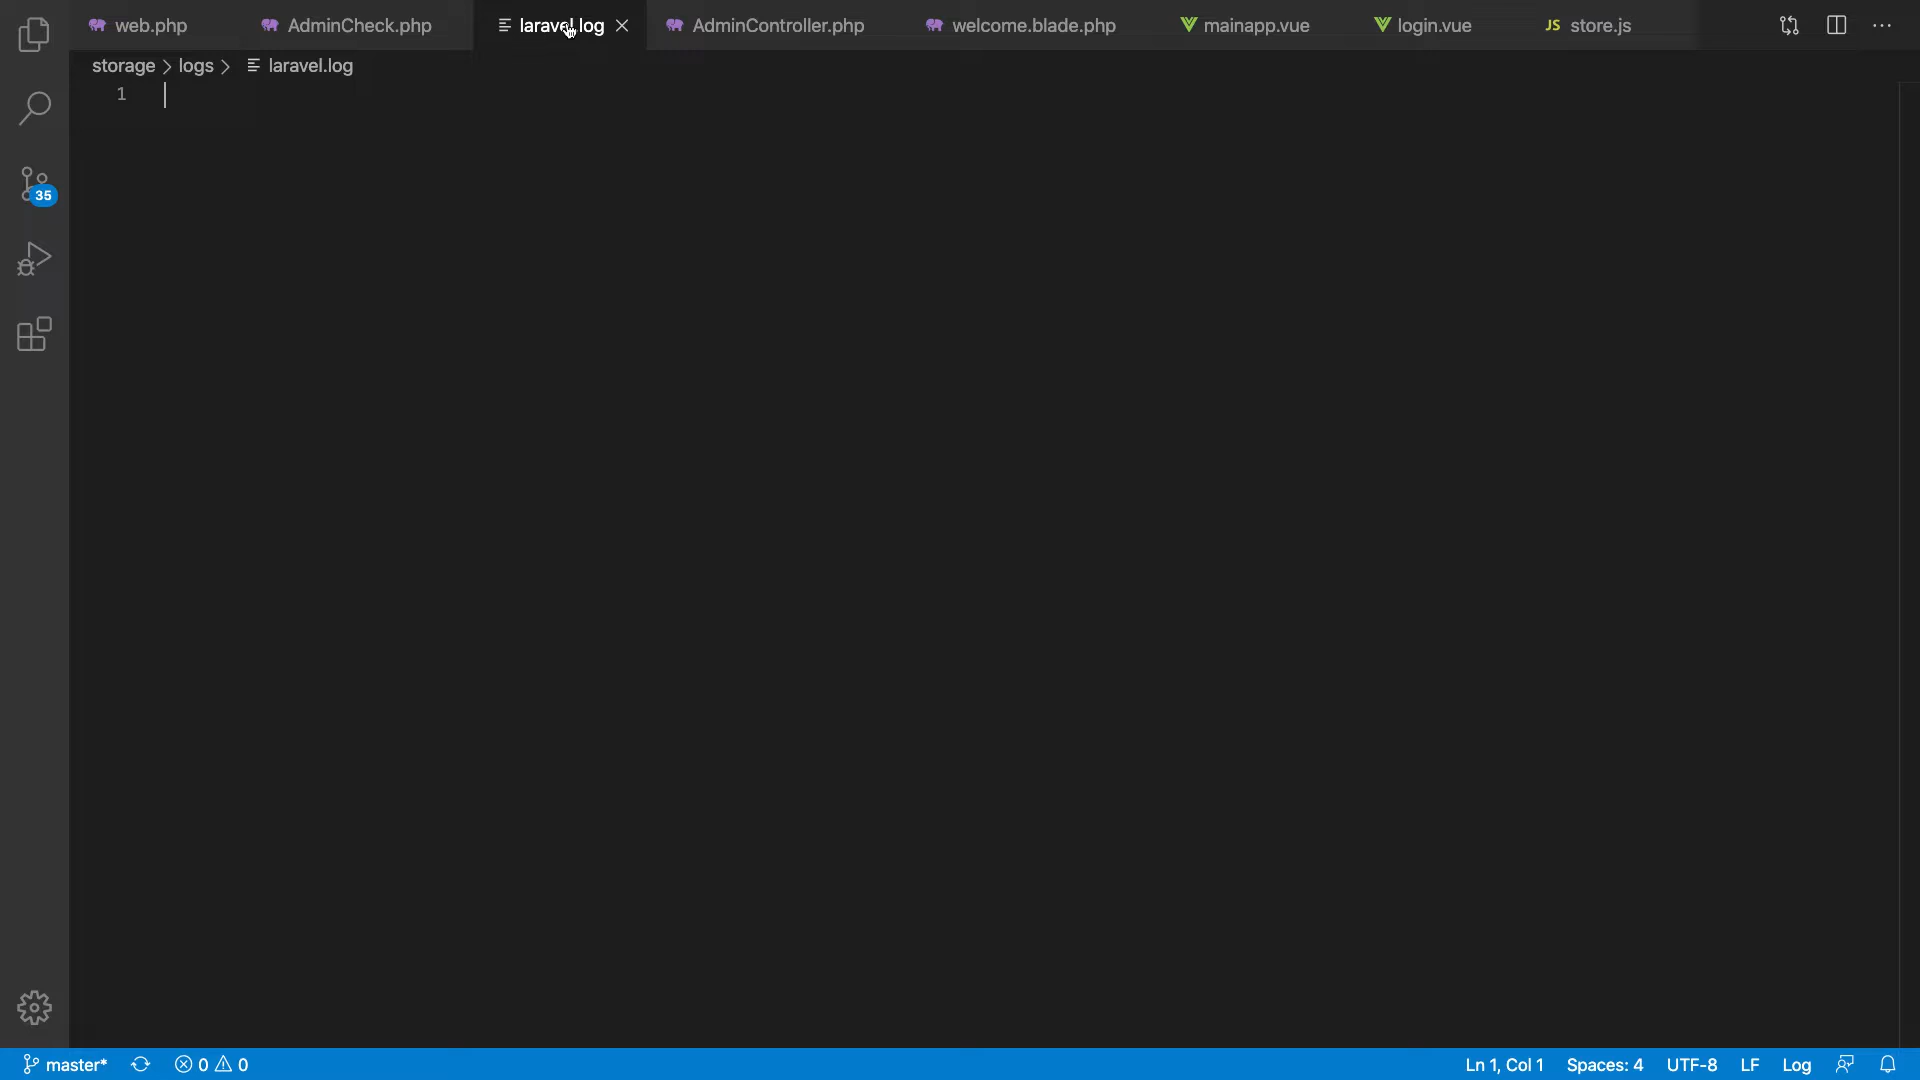 web.php AdminCheck.php laravel.log AdminController.php welcome.blade.php mainapp.vue login.vue JS store.js
storage > logs > laravel.log
1
35
master* 0 0 Ln 1, Col 1 Spaces: 4 UTF-8 LF Log